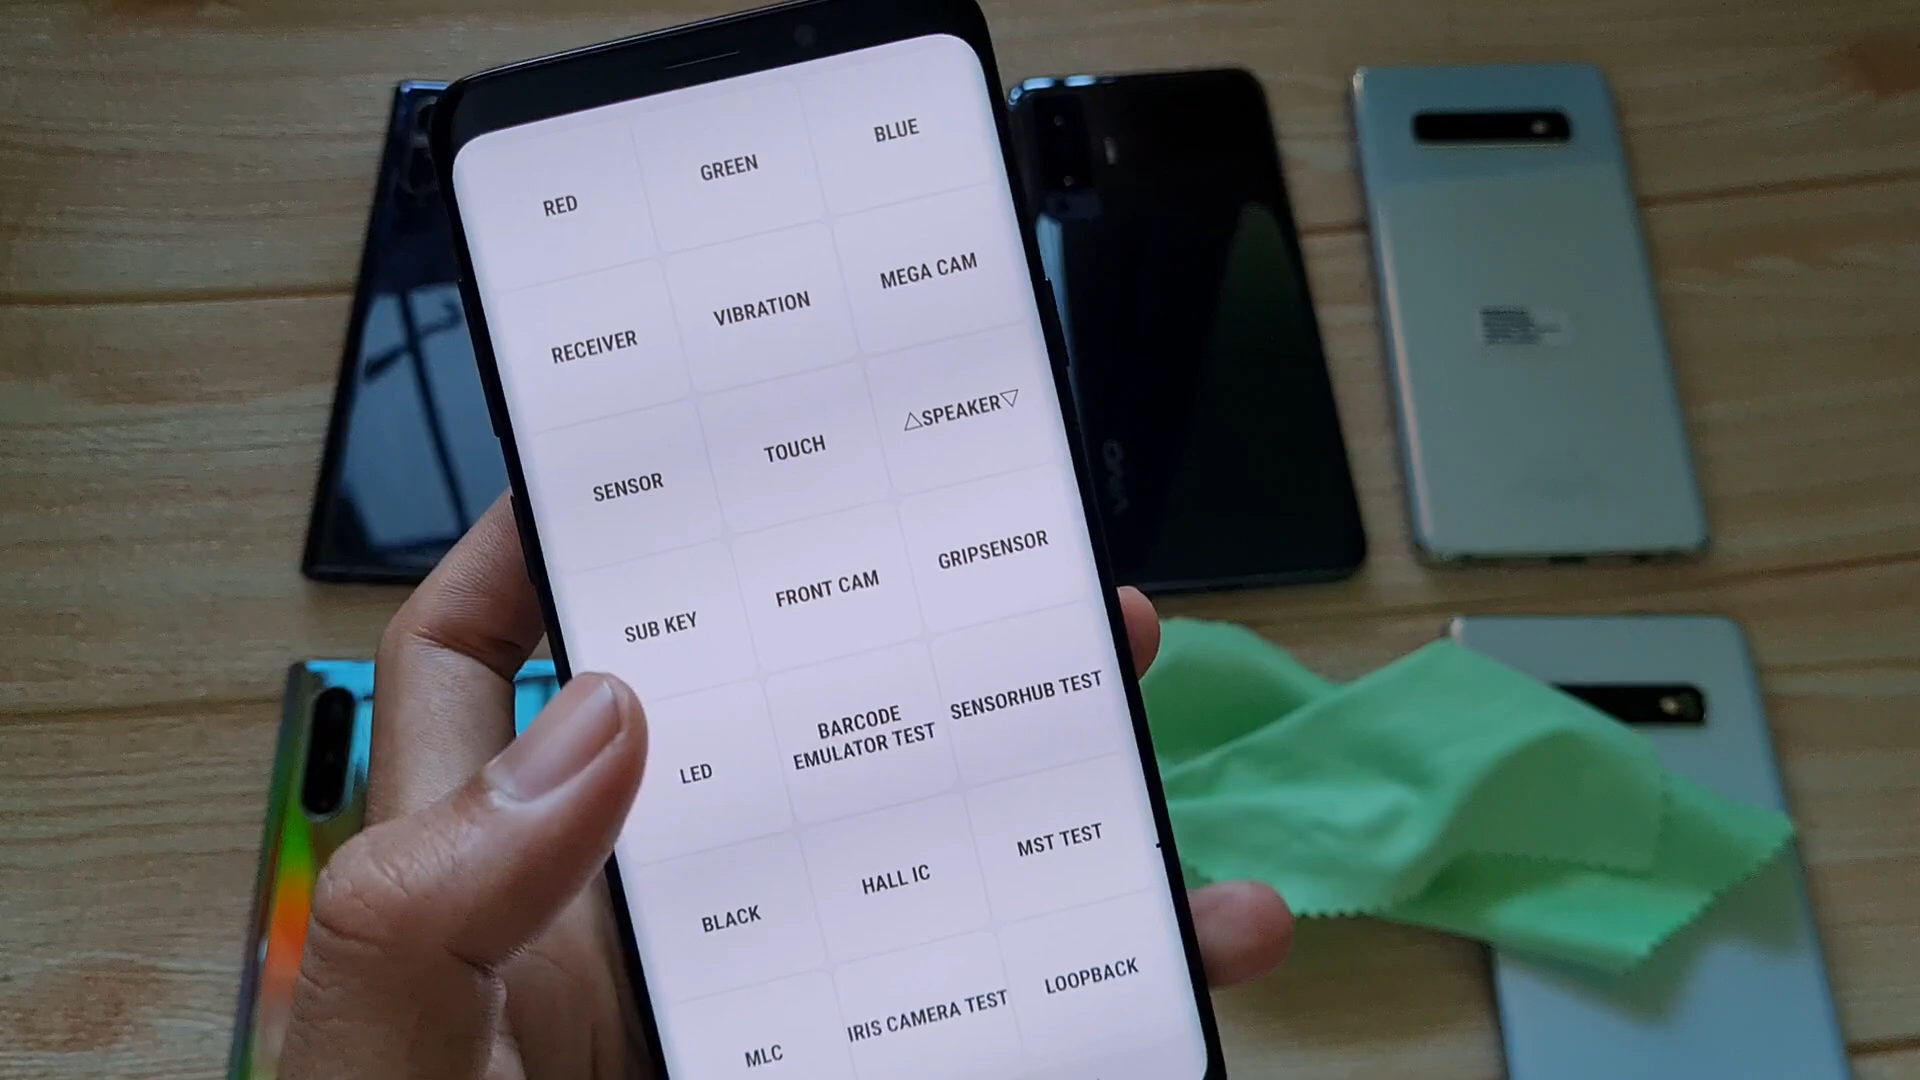 RED
GREEN
BLUE
RECEIVER
VIBRATION
MEGA CAM
SENSOR
TOUCH
△SPEAKER▽
SUB KEY
FRONT CAM
GRIPSENSOR
LED
BARCODE
EMULATOR TEST
SENSORHUB TEST
BLACK
HALL IC
MST TEST
MLC
IRIS CAMERA TEST
LOOPBACK
vivo